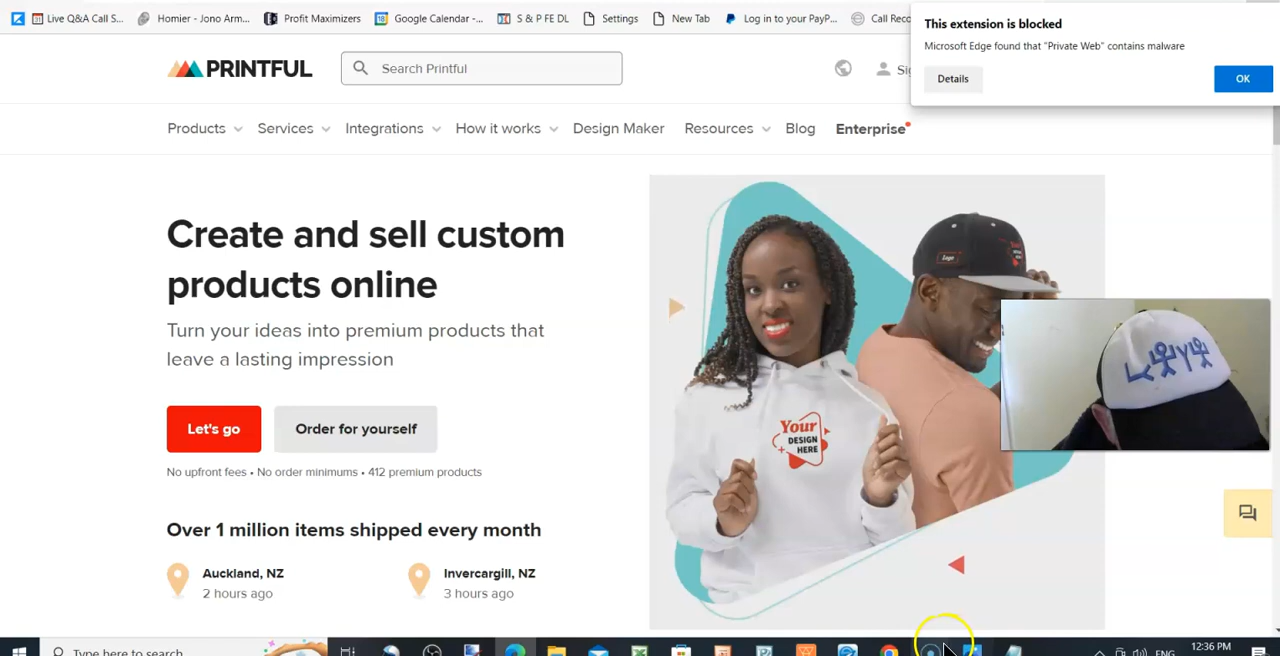 Live Q&A Call S...
Homier - Jono Arm...
Profit Maximizers
Google Calendar -...
S & P FE DL
Settings
New Tab
Log in to your PayP...
Call Reco
This extension is blocked
Microsoft Edge found that "Private Web" contains malware
Details
OK
PRINTFUL
Search Printful
Products
Services
Integrations
How it works
Design Maker
Resources
Blog
Enterprise
Create and sell custom
products online
Turn your ideas into premium products that
leave a lasting impression
Let's go
Order for yourself
No upfront fees • No order minimums • 412 premium products
Over 1 million items shipped every month
Auckland, NZ
2 hours ago
Invercargill, NZ
3 hours ago
Logo
Your
DESIGN
HERE
Type here to search
ENG
12:36 PM